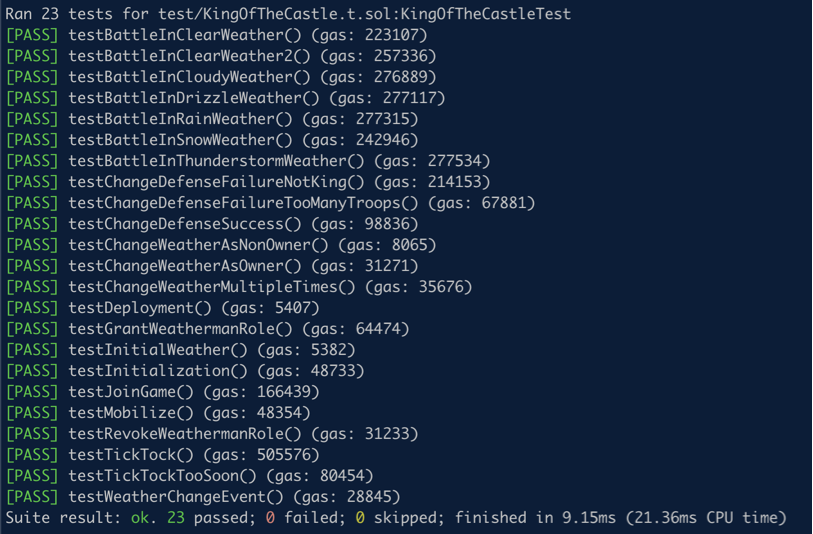 Ran 23 tests for test/KingOfTheCastle.t.sol:KingOfTheCastleTest
[PASS] testBattleInClearWeather() (gas: 223107)
[PASS] testBattleInClearWeather2() (gas: 257336)
[PASS] testBattleInCloudyWeather() (gas: 276889)
[PASS] testBattleInDrizzleWeather() (gas: 277117)
[PASS] testBattleInRainWeather() (gas: 277315)
[PASS] testBattleInSnowWeather() (gas: 242946)
[PASS] testBattleInThunderstormWeather() (gas: 277534)
[PASS] testChangeDefenseFailureNotKing() (gas: 214153)
[PASS] testChangeDefenseFailureTooManyTroops() (gas: 67881)
[PASS] testChangeDefenseSuccess() (gas: 98836)
[PASS] testChangeWeatherAsNonOwner() (gas: 8065)
[PASS] testChangeWeatherAsOwner() (gas: 31271)
[PASS] testChangeWeatherMultipleTimes() (gas: 35676)
[PASS] testDeployment() (gas: 5407)
[PASS] testGrantWeathermanRole() (gas: 64474)
[PASS] testInitialWeather() (gas: 5382)
[PASS] testInitialization() (gas: 48733)
[PASS] testJoinGame() (gas: 166439)
[PASS] testMobilize() (gas: 48354)
[PASS] testRevokeWeathermanRole() (gas: 31233)
[PASS] testTickTock() (gas: 505576)
[PASS] testTickTockTooSoon() (gas: 80454)
[PASS] testWeatherChangeEvent() (gas: 28845)
Suite result: ok. 23 passed; 0 failed; 0 skipped; finished in 9.15ms (21.36ms CPU time)